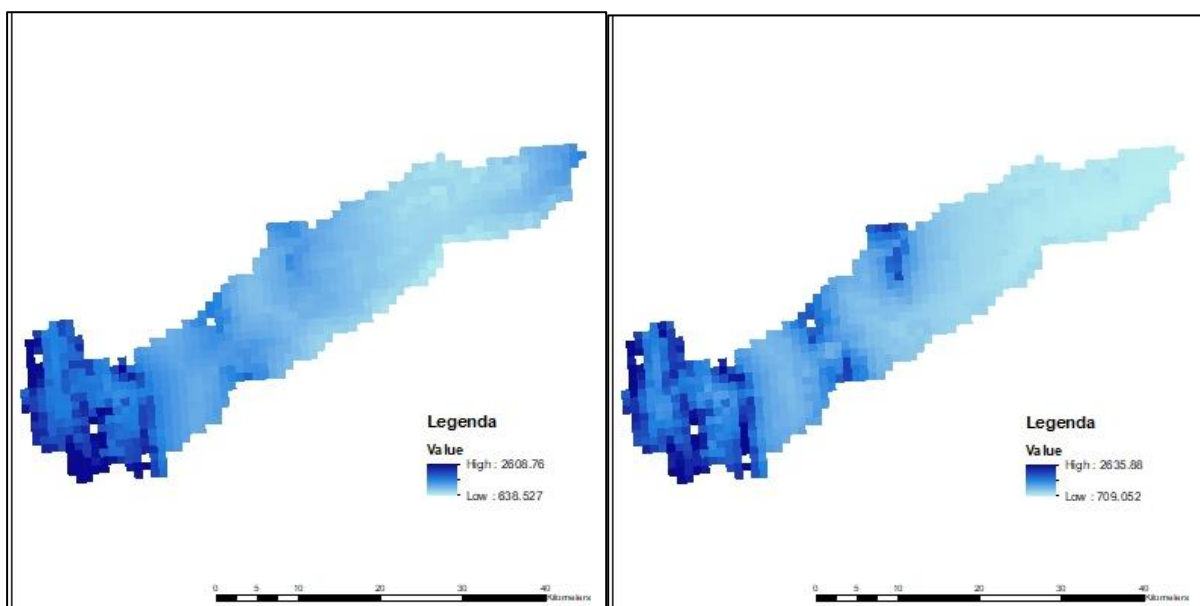 Legenda
Value
High : 2608.76
Low : 638.527
0 5 10 20 30 40
Kilometers
Legenda
Value
High : 2635.88
Low : 709.052
0 5 10 20 30 40
Kilometers